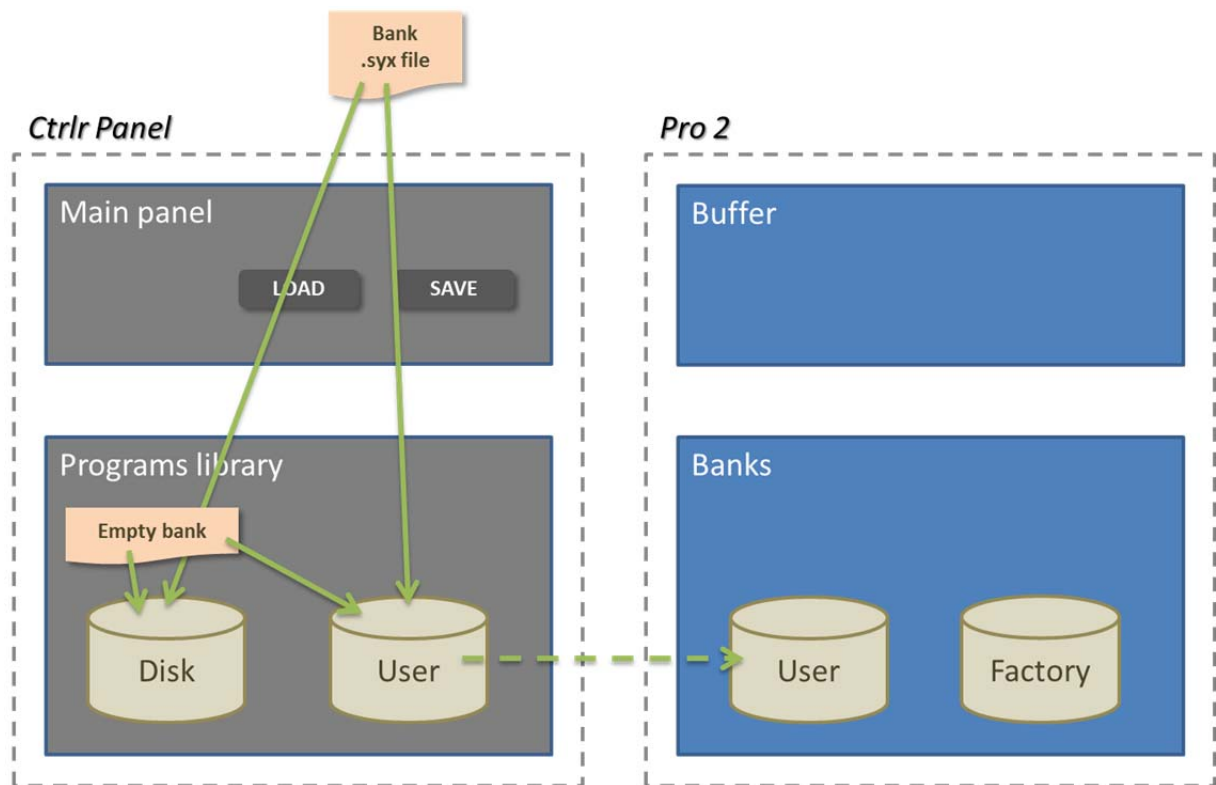 Bank
.syx file
Ctrlr Panel
Pro 2
Main panel
LOAD
SAVE
Buffer
Programs library
Empty bank
Disk
User
Banks
User
Factory